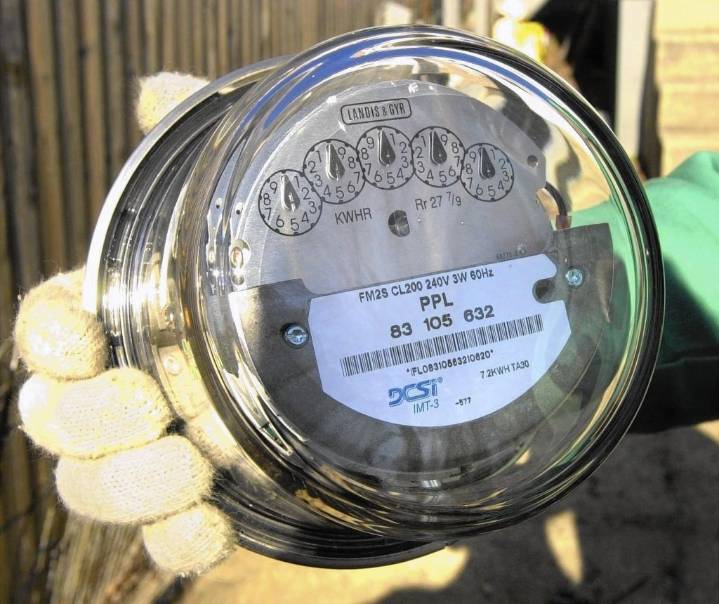 LANDIS & GYR
KWHR Rr 27 7/9
FM2S CL200 240V 3W 60Hz
PPL
83 105 632
7.2KWH TA30
DCSI
IMT-3 -577